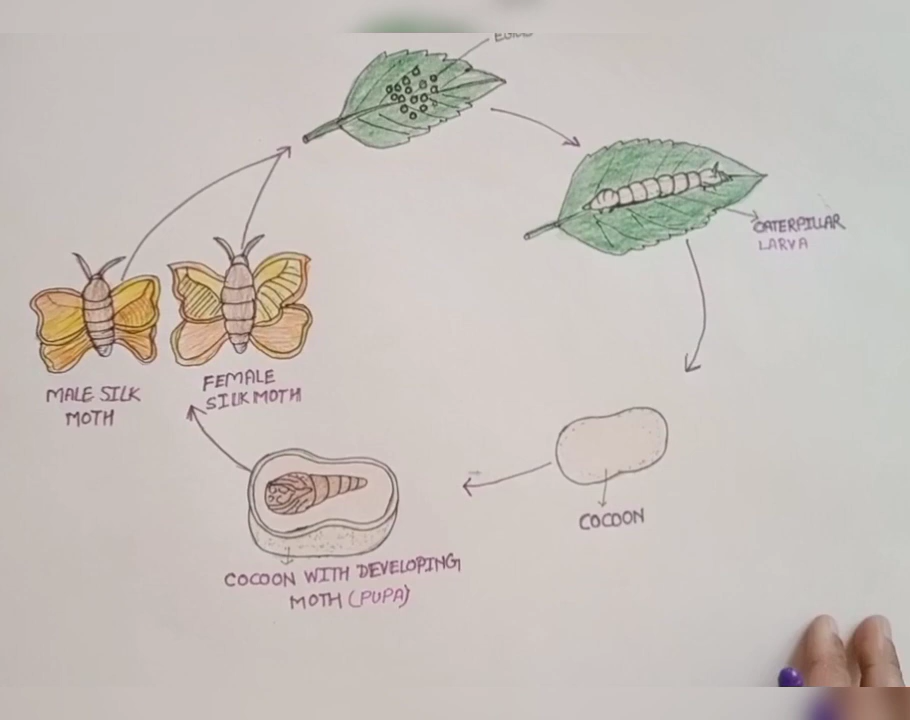 CATERPILLAR
LARVA
MALE SILK
MOTH
FEMALE
SILK MOTH
COCOON
COCOON WITH DEVELOPING
MOTH (PUPA)